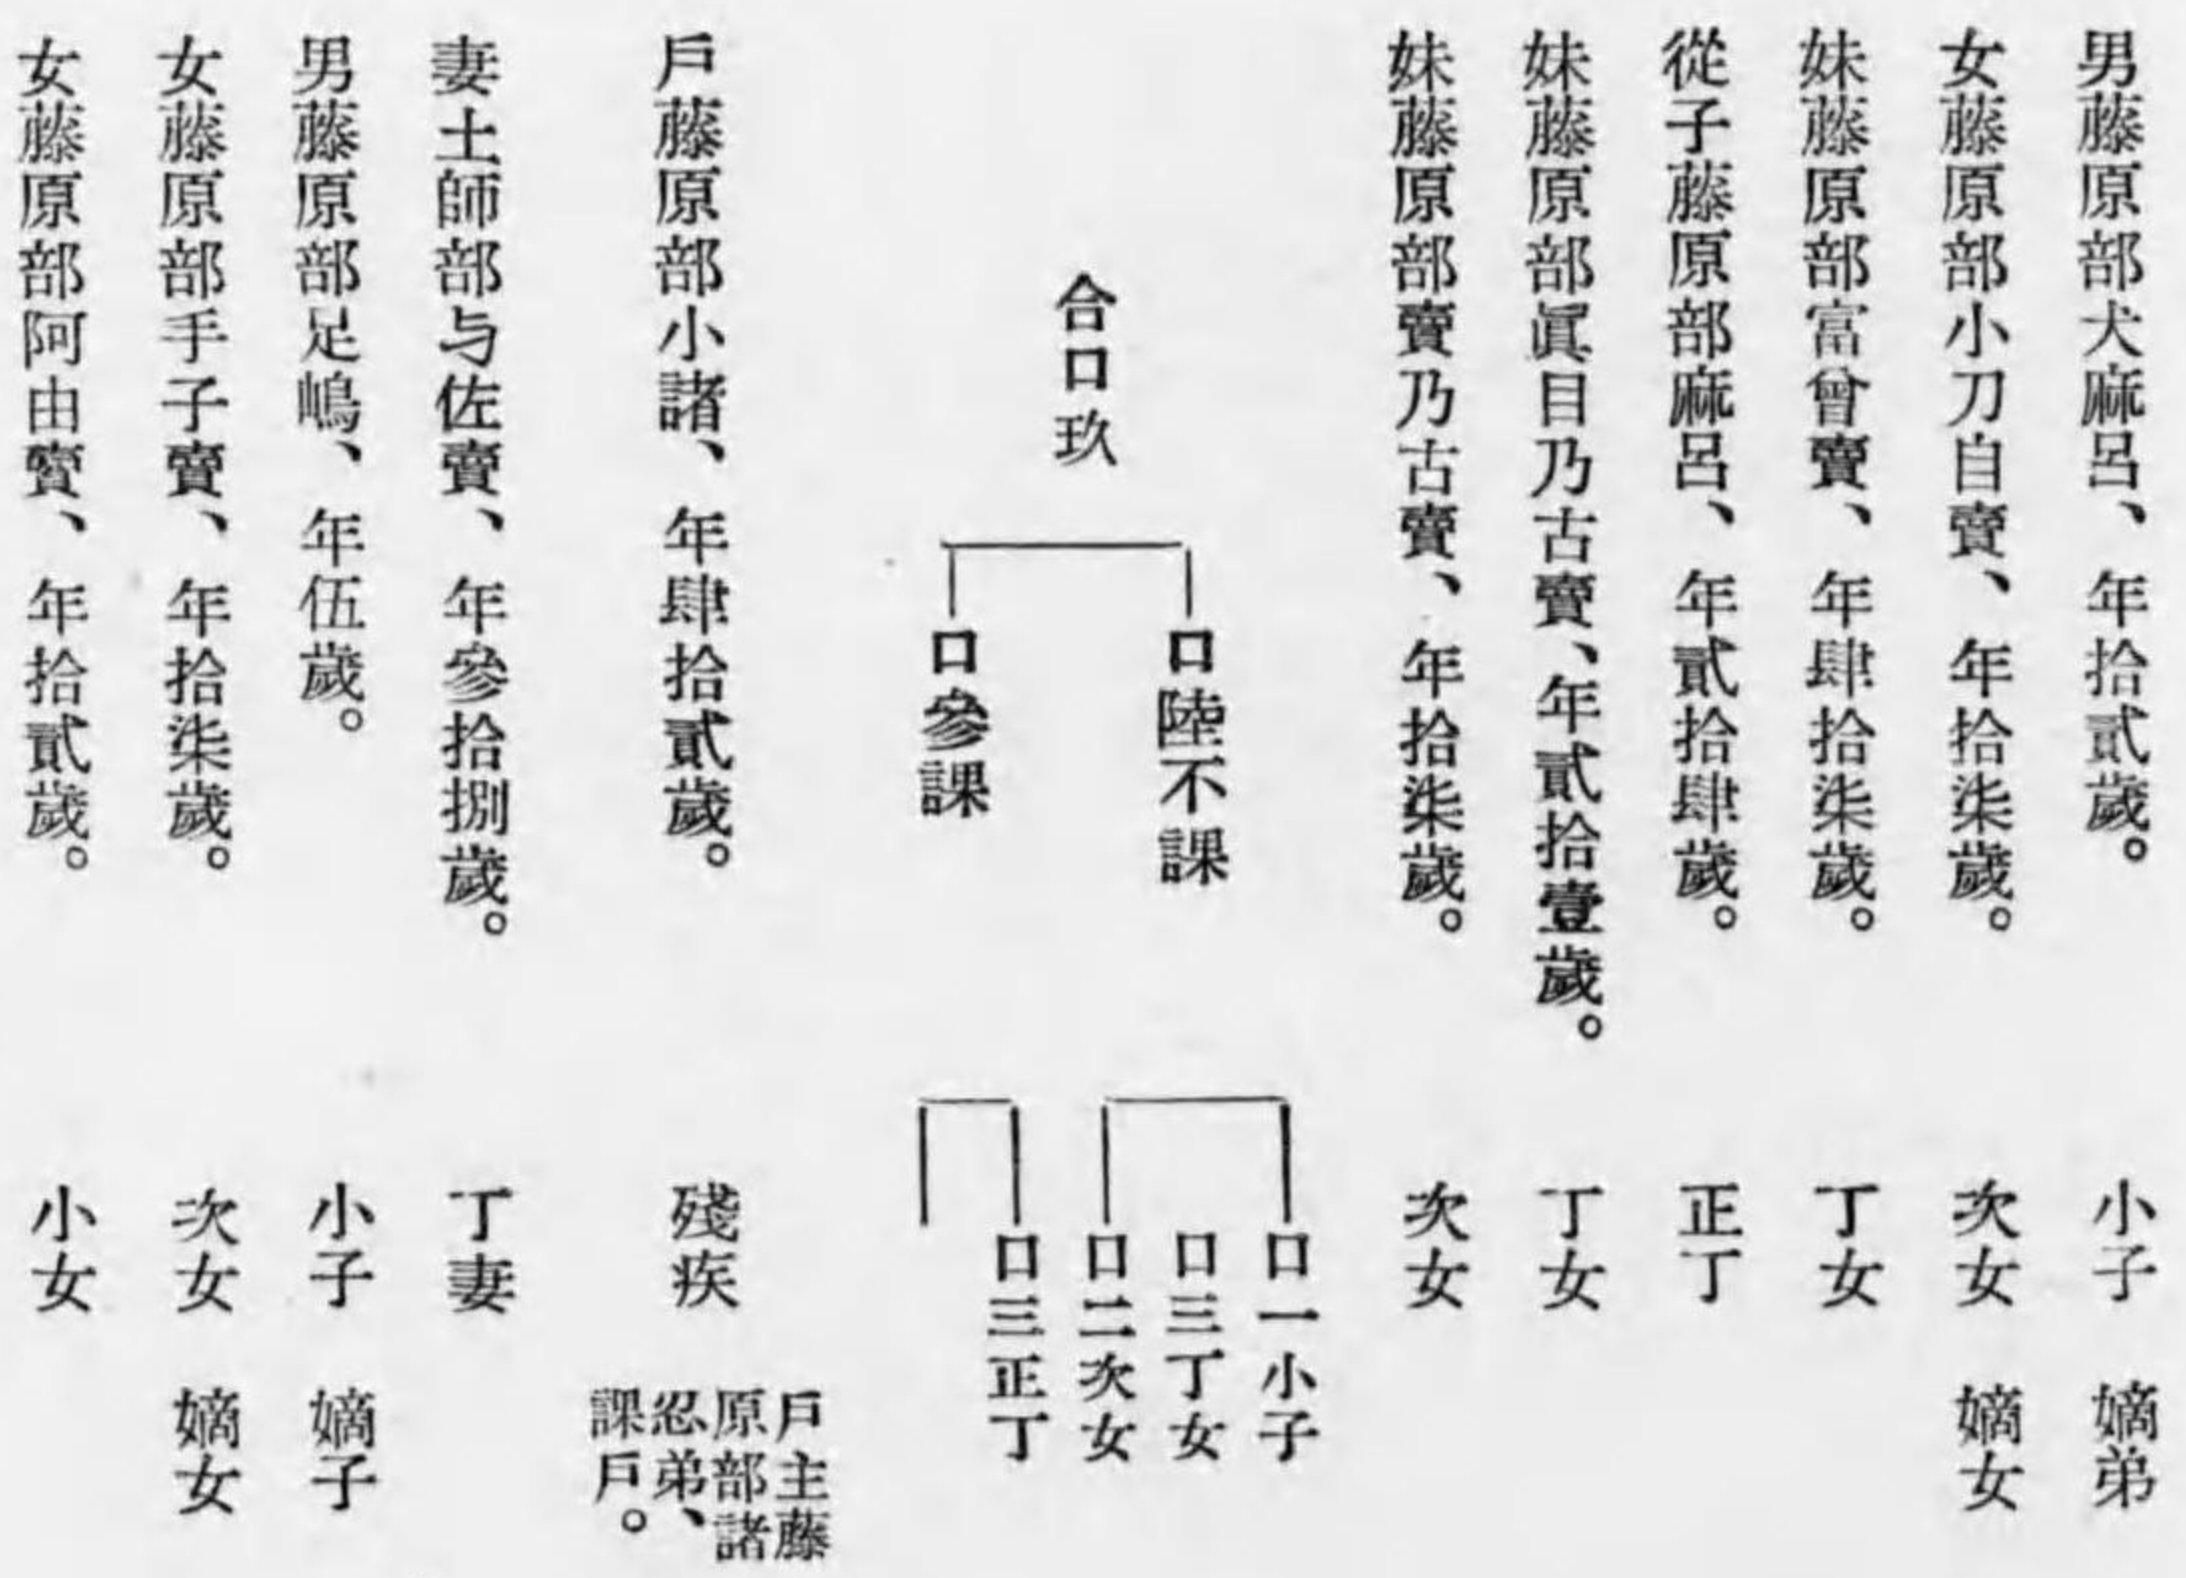 男藤原部犬麻呂、年拾貳歲。 小子 嫡弟
女藤原部小刀自賣、年拾柒歲。 次女 嫡女
妹藤原部富曾賣、年肆拾柒歲。 丁女
從子藤原部麻呂、年貳拾肆歲。 正丁
妹藤原部眞目乃古賣、年貳拾壹歲。 丁女
妹藤原部賣乃古賣、年拾柒歲。 次女
合口玖
口陸不課
口一小子
口三丁女
口二次女
口參課
口三正丁
戶藤原部小諸、年肆拾貳歲。 殘疾
戶主藤
原部諸
忍弟、
課戶。
妻土師部与佐賣、年參拾捌歲。 丁妻
男藤原部足嶋、年伍歲。 小子 嫡子
女藤原部手子賣、年拾柒歲。 次女 嫡女
女藤原部阿由賣、年拾貳歲。 小女